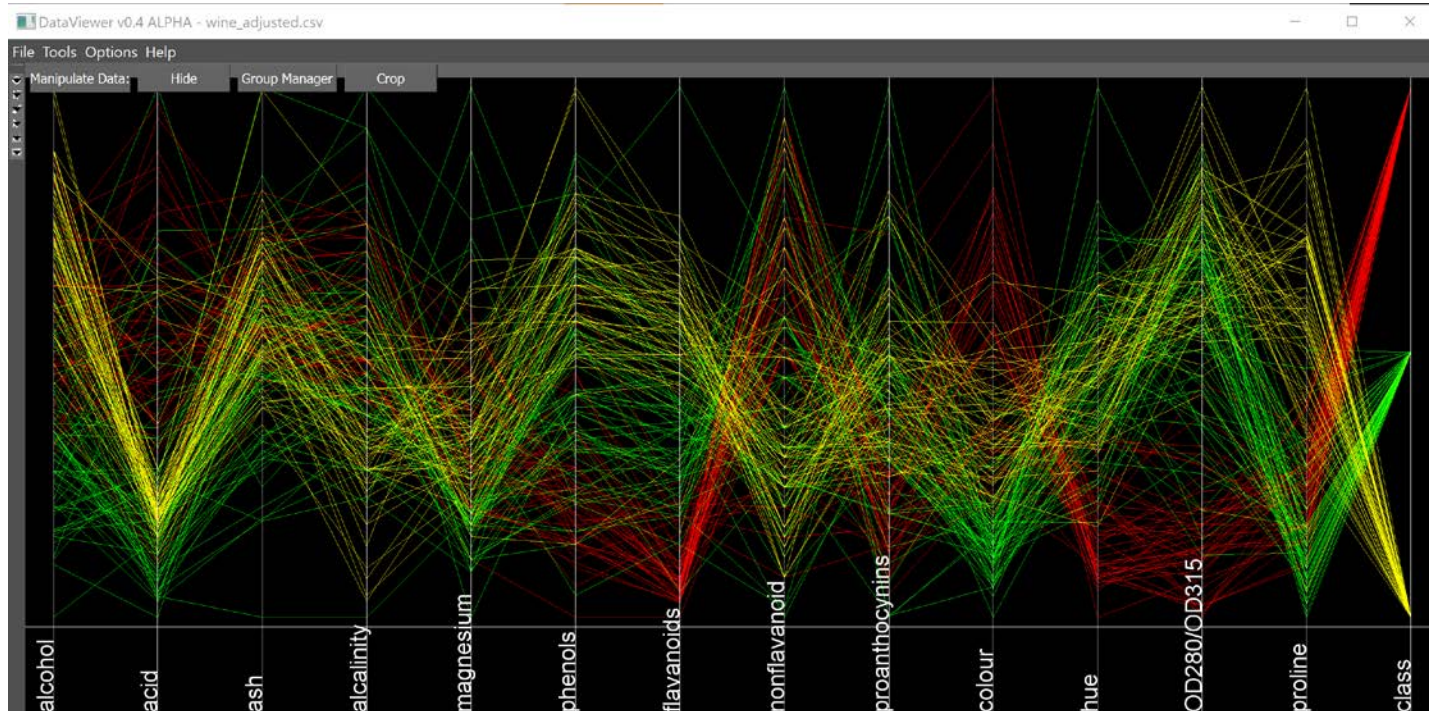 DataViewer v0.4 ALPHA - wine_adjusted.csv
File Tools Options Help
Manipulate Data: Hide Group Manager Crop
alcohol
acid
ash
alcalinity
magnesium
phenols
flavanoids
nonflavanoid
proanthocynins
colour
hue
OD280/OD315
proline
class